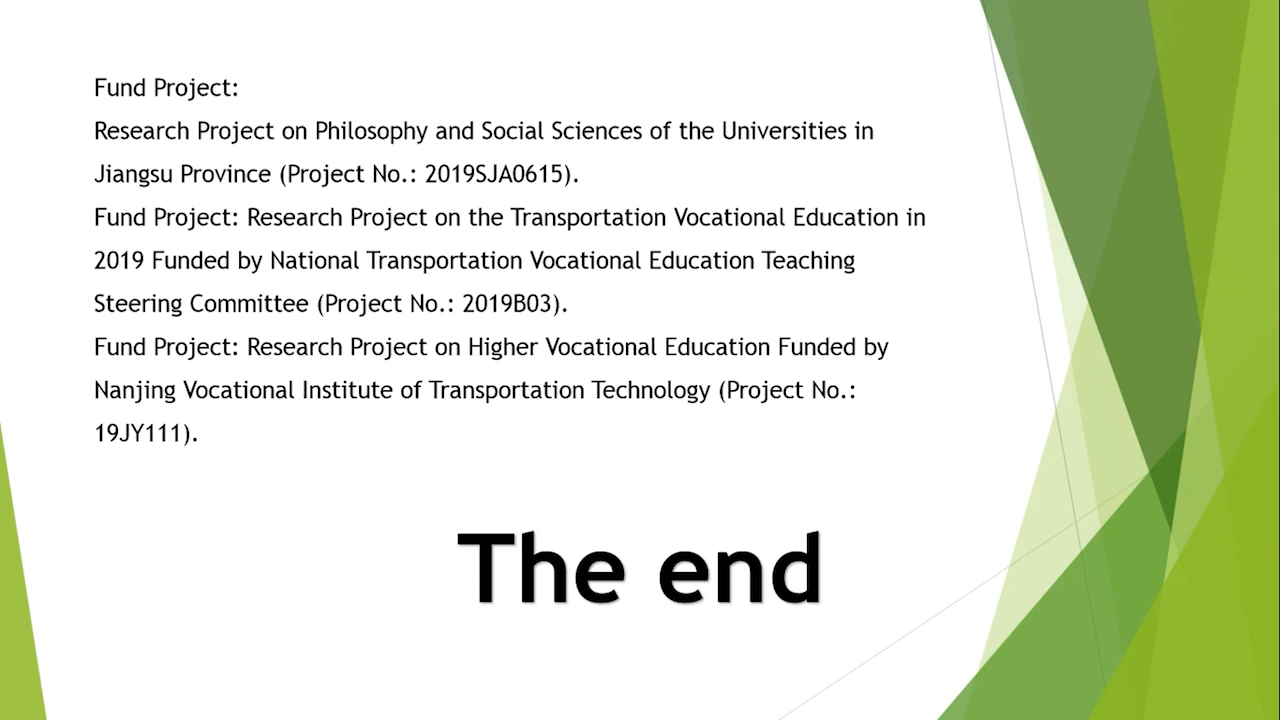 Fund Project:
Research Project on Philosophy and Social Sciences of the Universities in
Jiangsu Province (Project No.: 2019SJA0615).
Fund Project: Research Project on the Transportation Vocational Education in
2019 Funded by National Transportation Vocational Education Teaching
Steering Committee (Project No.: 2019B03).
Fund Project: Research Project on Higher Vocational Education Funded by
Nanjing Vocational Institute of Transportation Technology (Project No.:
19JY111).
The end